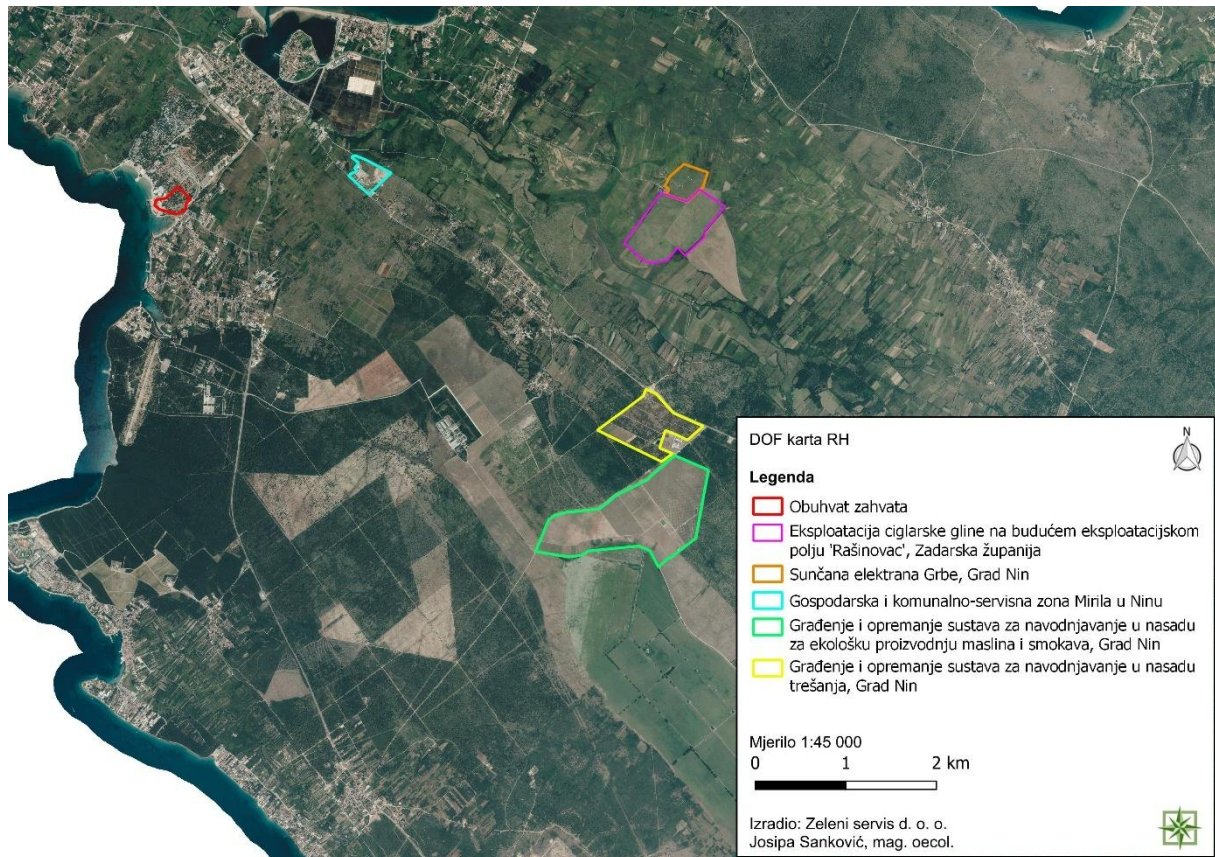 DOF karta RH
N
Legenda
Obuhvat zahvata
Eksploatacija ciglarske gline na budućem eksploatacijskom
polju 'Rašinovac', Zadarska županija
Sunčana elektrana Grbe, Grad Nin
Gospodarska i komunalno-servisna zona Mirila u Ninu
Građenje i opremanje sustava za navodnjavanje u nasadu
za ekološku proizvodnju maslina i smokava, Grad Nin
Građenje i opremanje sustava za navodnjavanje u nasadu
trešanja, Grad Nin
Mjerilo 1:45 000
0 1 2 km
Izradio: Zeleni servis d. o. o.
Josipa Sanković, mag. oecol.